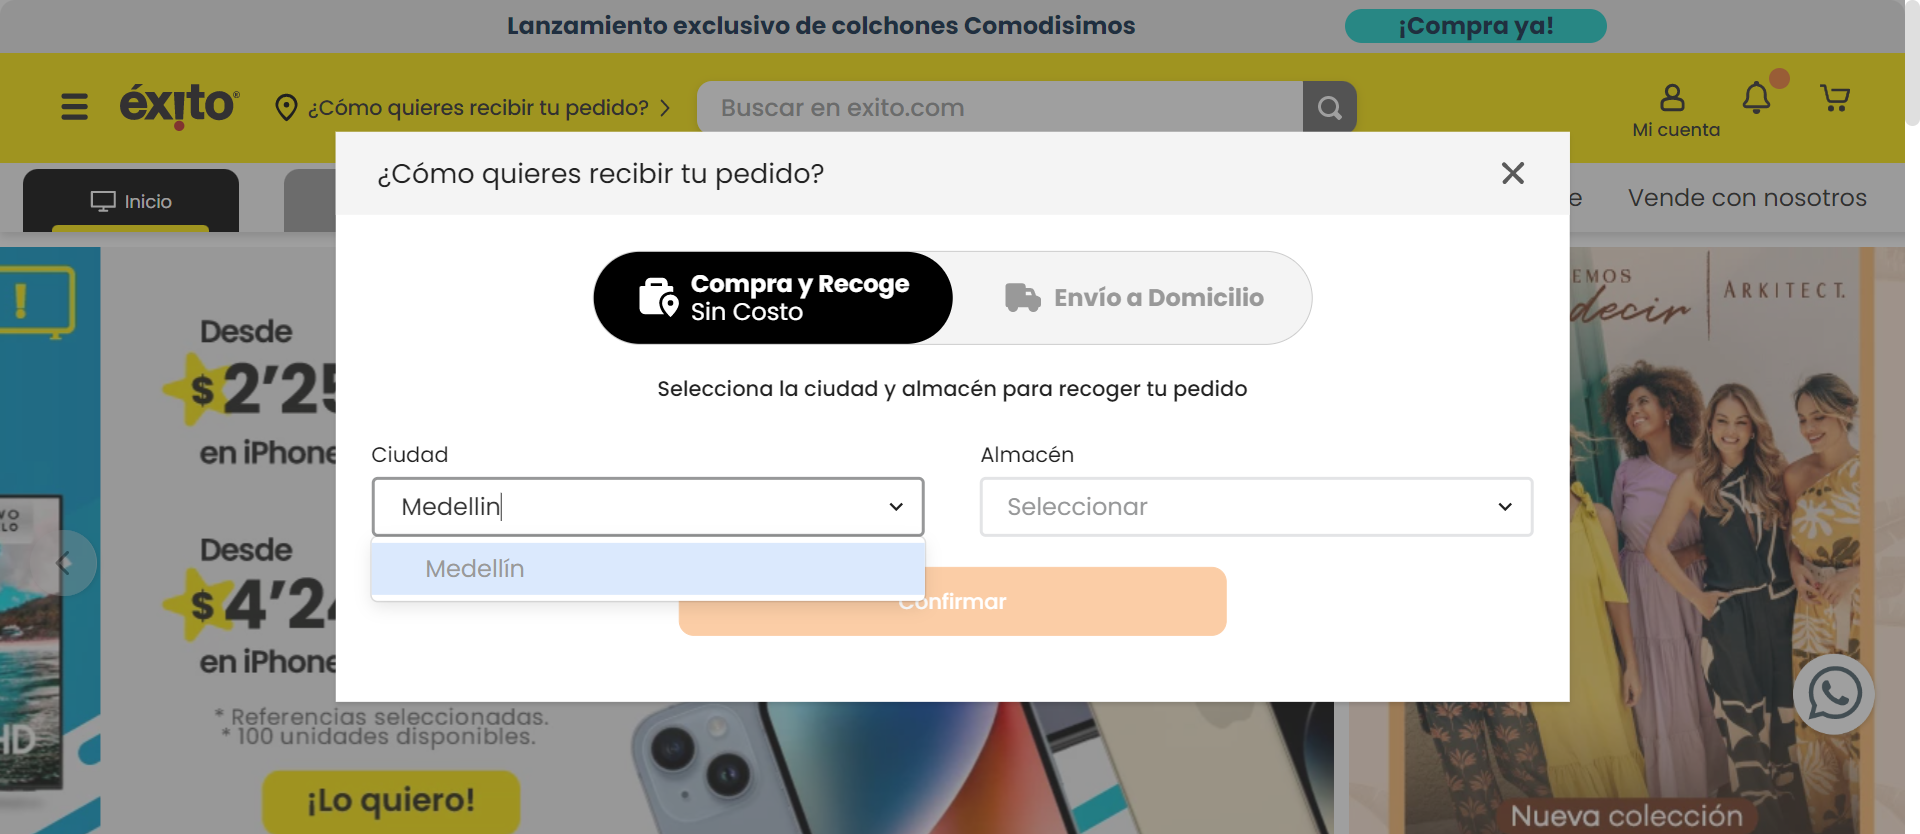 Lanzamiento exclusivo de colchones Comodisimos
¡Compra ya!
éxito
¿Cómo quieres recibir tu pedido?
Buscar en exito.com
Mi cuenta
¿Cómo quieres recibir tu pedido?
Inicio
Vende con nosotros
Compra y Recoge
Sin Costo
Envío a Domicilio
Selecciona la ciudad y almacén para recoger tu pedido
Ciudad
Almacén
Medellin
Seleccionar
Medellín
Confirmar
Desde
$2'25
en iPhone
Desde
$4'24
en iPhone
* Referencias seleccionadas.
* 100 unidades disponibles.
¡Lo quiero!
HD
ARKITECT.
Nueva colección